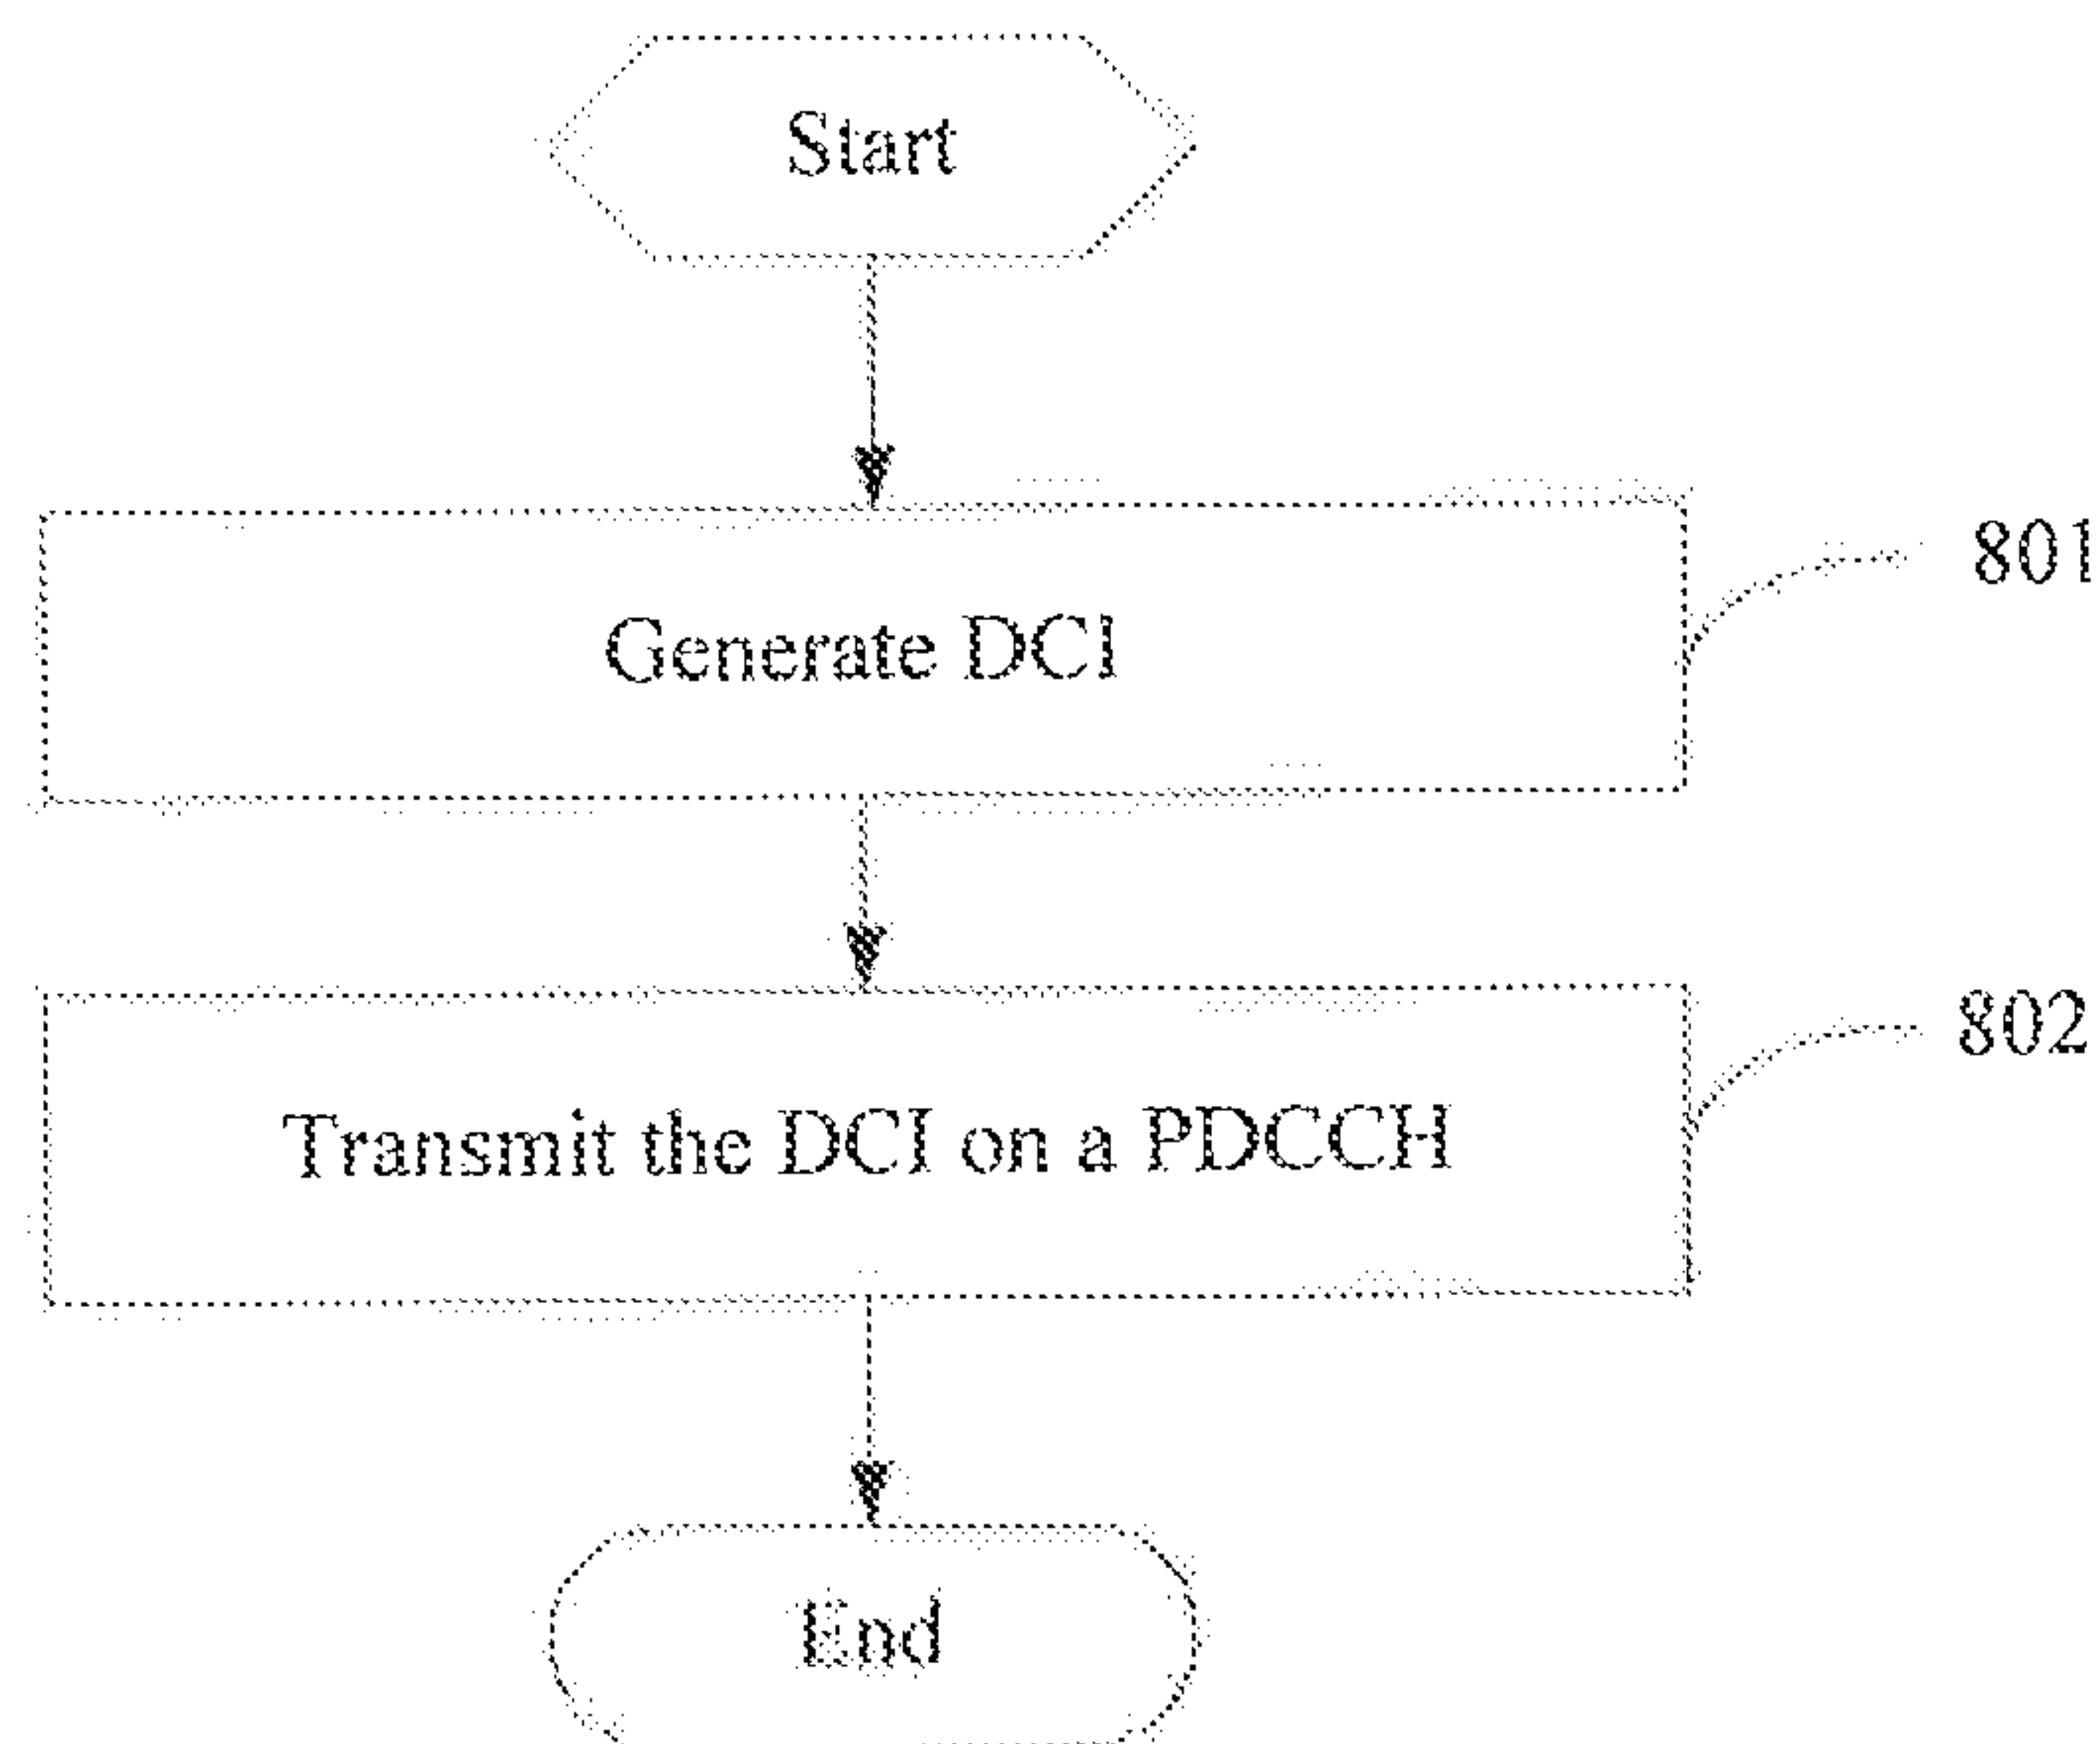 Start
801
Generate DCI
802
Transmit the DCI on a PDCCH
End